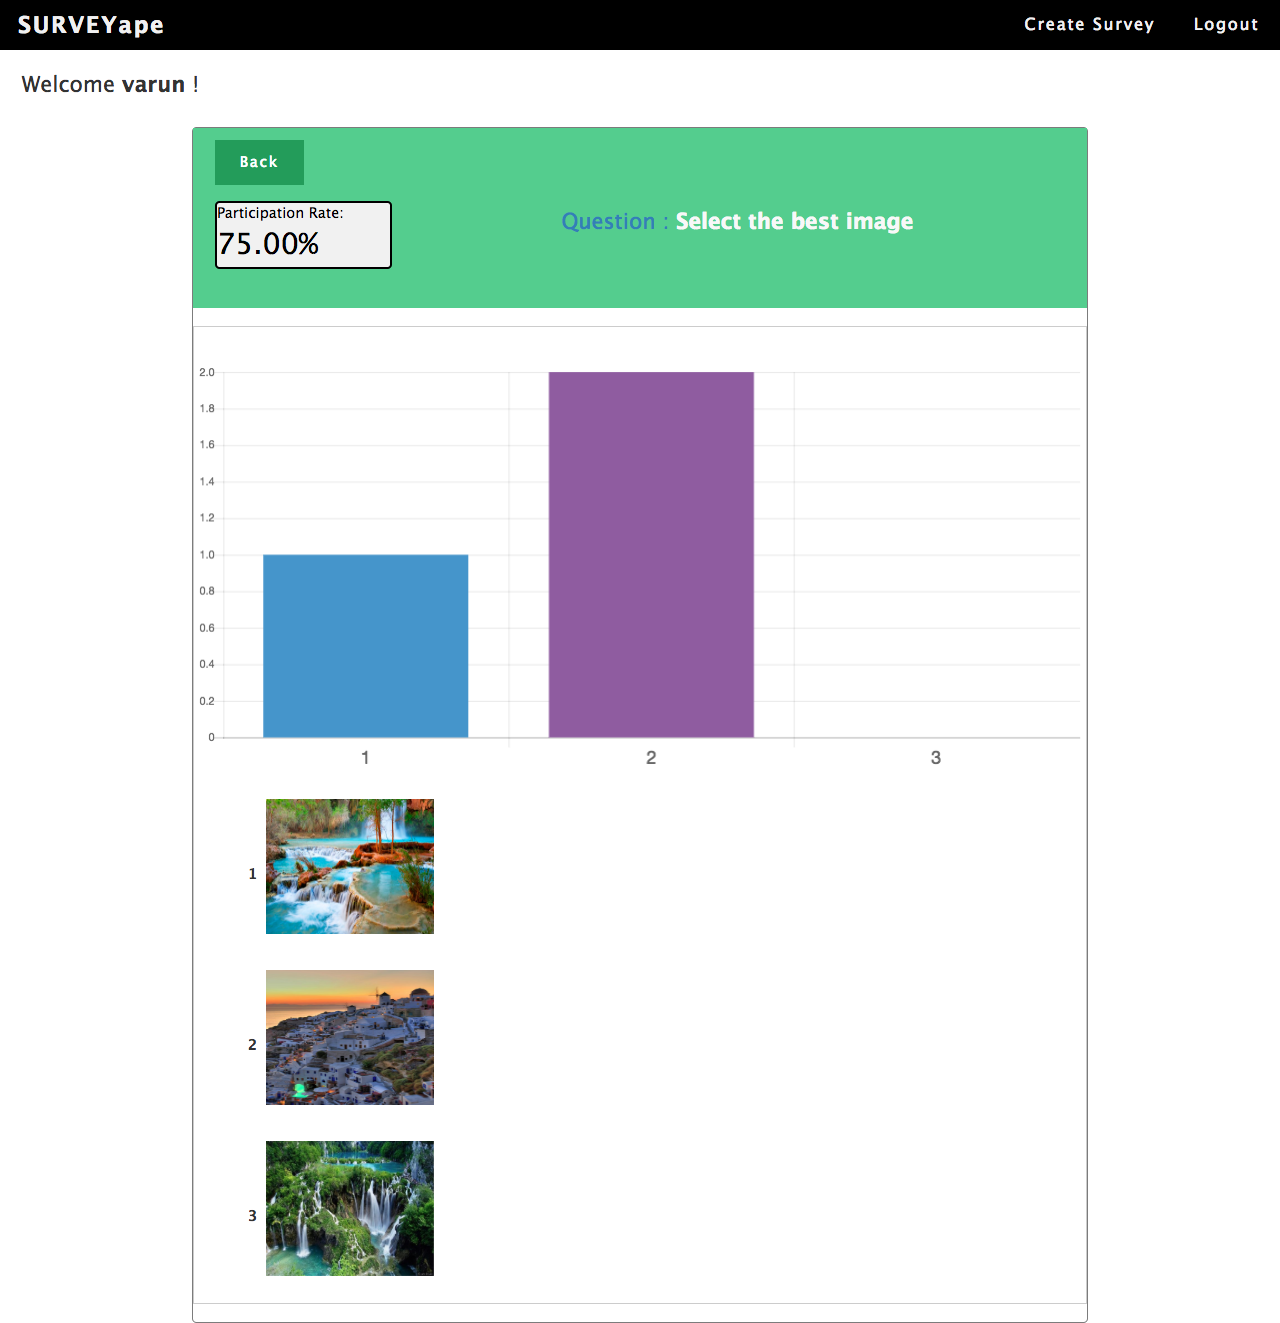 SURVEYape
Create Survey Logout
Welcome varun !
Back
Participation Rate:
75.00%
Question : Select the best image
2.0
1.8
1.6
1.4
1.2
1.0
0.8
0.6
0.4
0.2
0
1 2 3
1
2
3